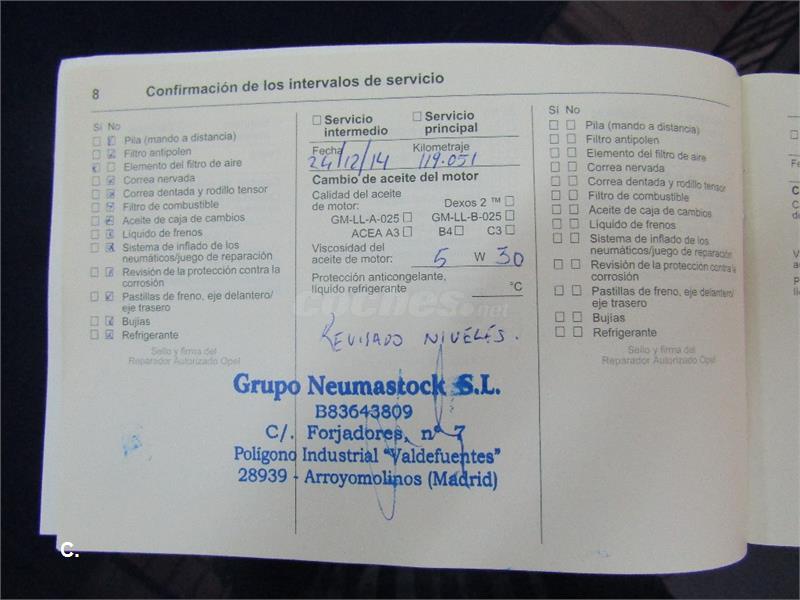 8 Confirmación de los intervalos de servicio
Sí No
Pila (mando a distancia)
Filtro antipolen
Elemento del filtro de aire
Correa nervada
Correa dentada y rodillo tensor
Filtro de combustible
Aceite de caja de cambios
Líquido de frenos
Sistema de inflado de los
neumáticos/juego de reparación
Revisión de la protección contra la
corrosión
Pastillas de freno, eje delantero/
eje trasero
Bujías
Refrigerante
Sello y firma del
Reparador Autorizado Opel
Servicio
intermedio
Servicio
principal
Fecha
Kilometraje
24/12/14
119.051
Cambio de aceite del motor
Calidad del aceite
de motor:
Dexos 2 ™
GM-LL-A-025 GM-LL-B-025
ACEA A3 B4 C3
Viscosidad del
aceite de motor: 5 W 30
Protección anticongelante,
líquido refrigerante °C
coches.net
REVISADO NIVELES.
Grupo Neumastock S.L.
B83643809
C/. Forjadores, nº 7
Polígono Industrial "Valdefuentes"
28939 - Arroyomolinos (Madrid)
Sí No
Pila (mando a distancia)
Filtro antipolen
Elemento del filtro de aire
Correa nervada
Correa dentada y rodillo tensor
Filtro de combustible
Aceite de caja de cambios
Líquido de frenos
Sistema de inflado de los
neumáticos/juego de reparación
Revisión de la protección contra la
corrosión
Pastillas de freno, eje delantero/
eje trasero
Bujías
Refrigerante
Sello y firma del
Reparador Autorizado Opel
C.